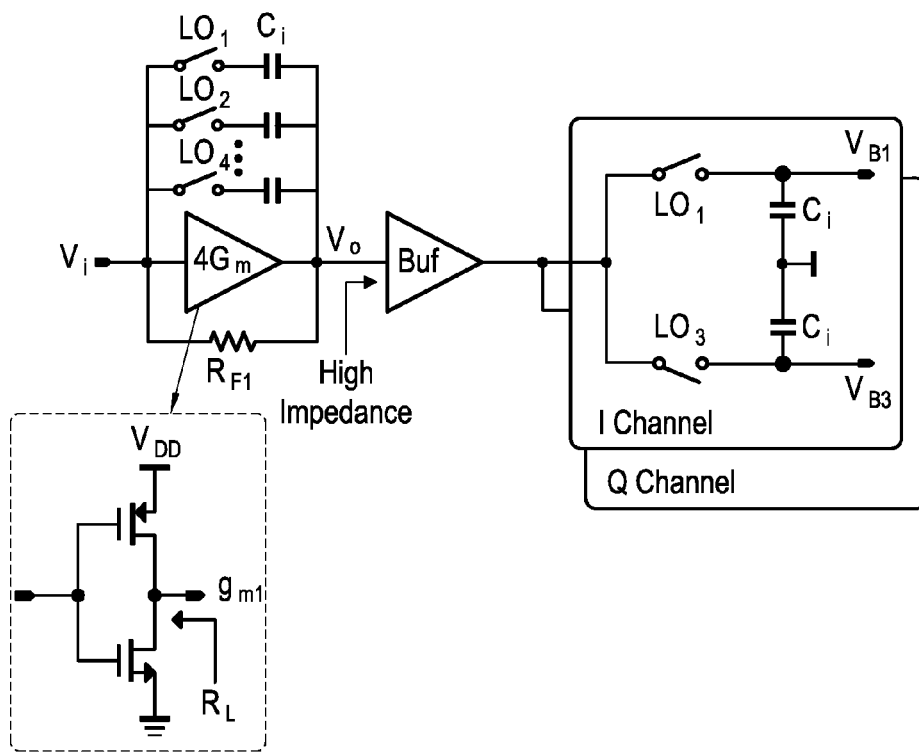 LO1
Ci
LO2
LO4
Vi
4Gm
Vo
Buf
RF1
High
Impedance
LO1
VB1
Ci
LO3
Ci
VB3
I Channel
Q Channel
VDD
gm1
RL